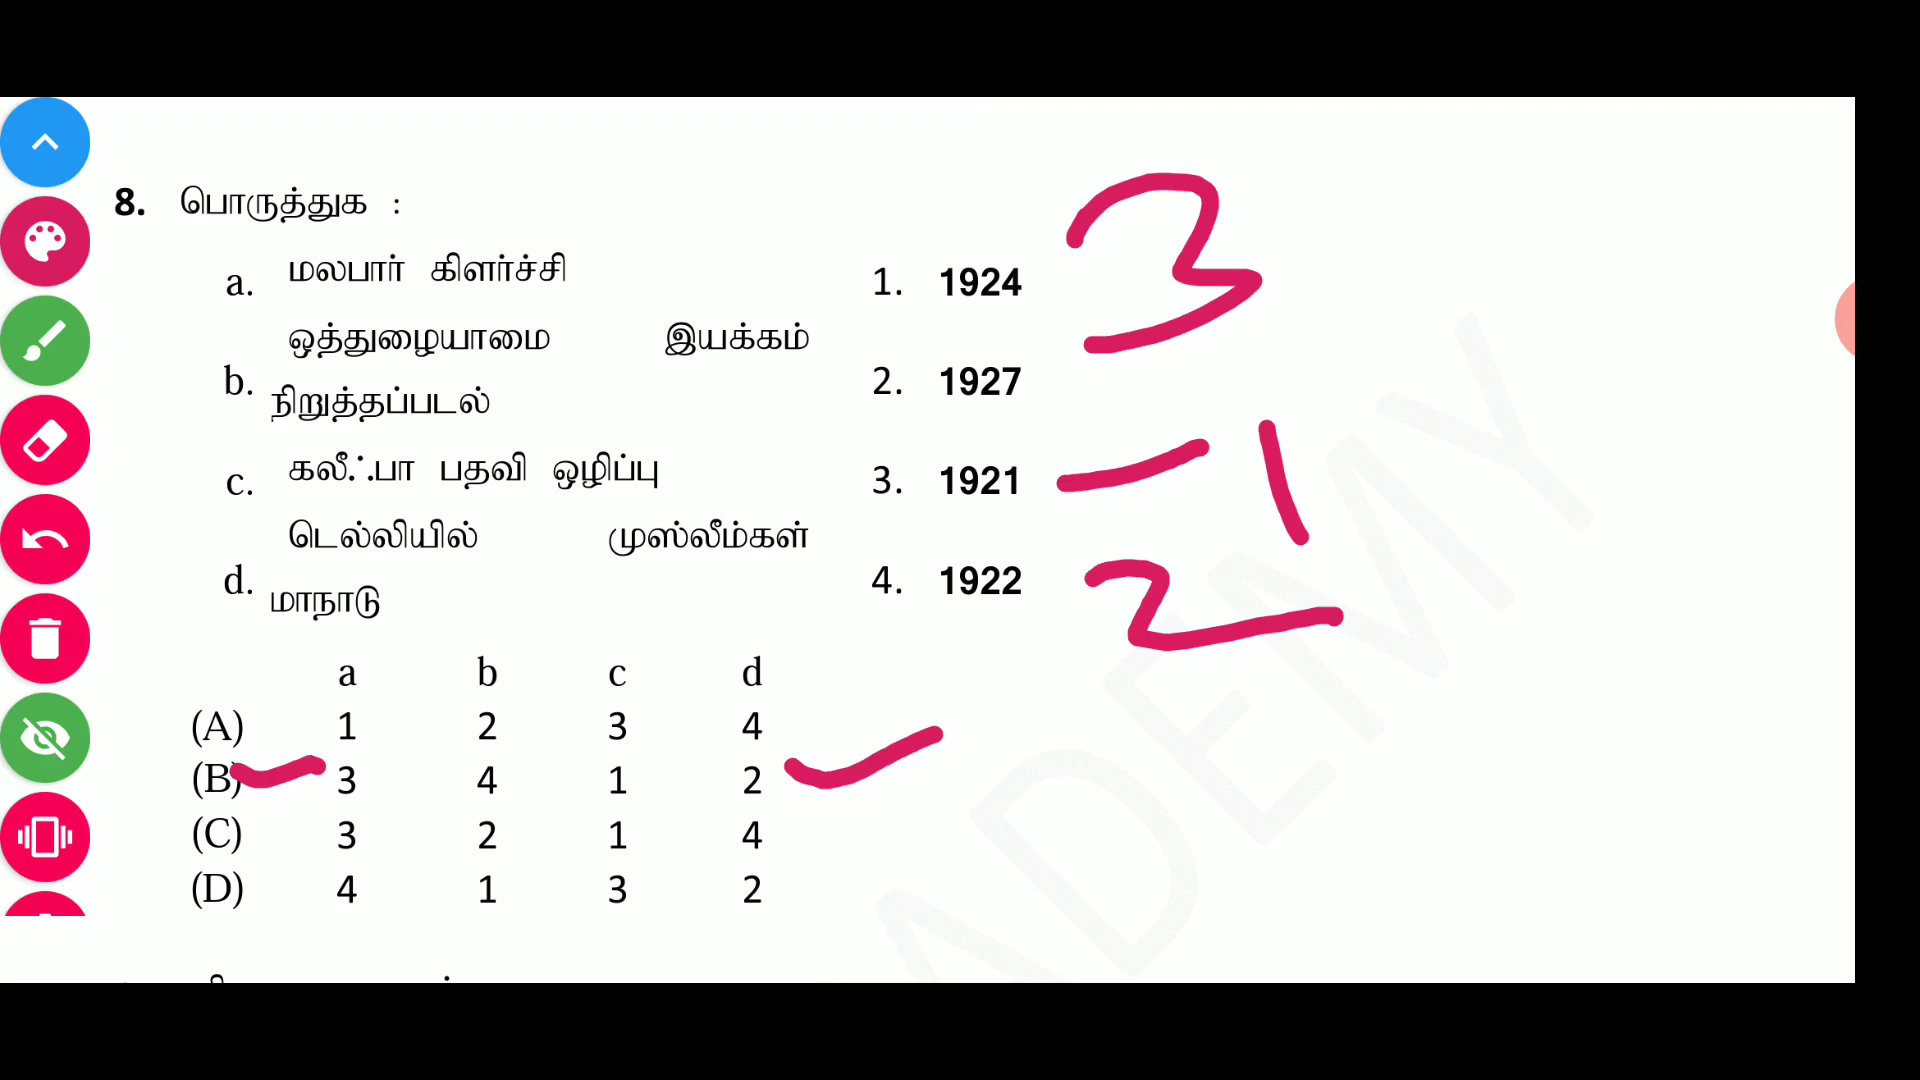 8. பொருத்துக :
a. மலபார் கிளர்ச்சி 1. 1924
b. ஒத்துழையாமை இயக்கம் நிறுத்தப்படல் 2. 1927
c. கலீஃபா பதவி ஒழிப்பு 3. 1921
d. டெல்லியில் முஸ்லீம்கள் மாநாடு 4. 1922
a b c d
(A) 1 2 3 4
(B) 3 4 1 2
(C) 3 2 1 4
(D) 4 1 3 2
3
1
2
ADEMY